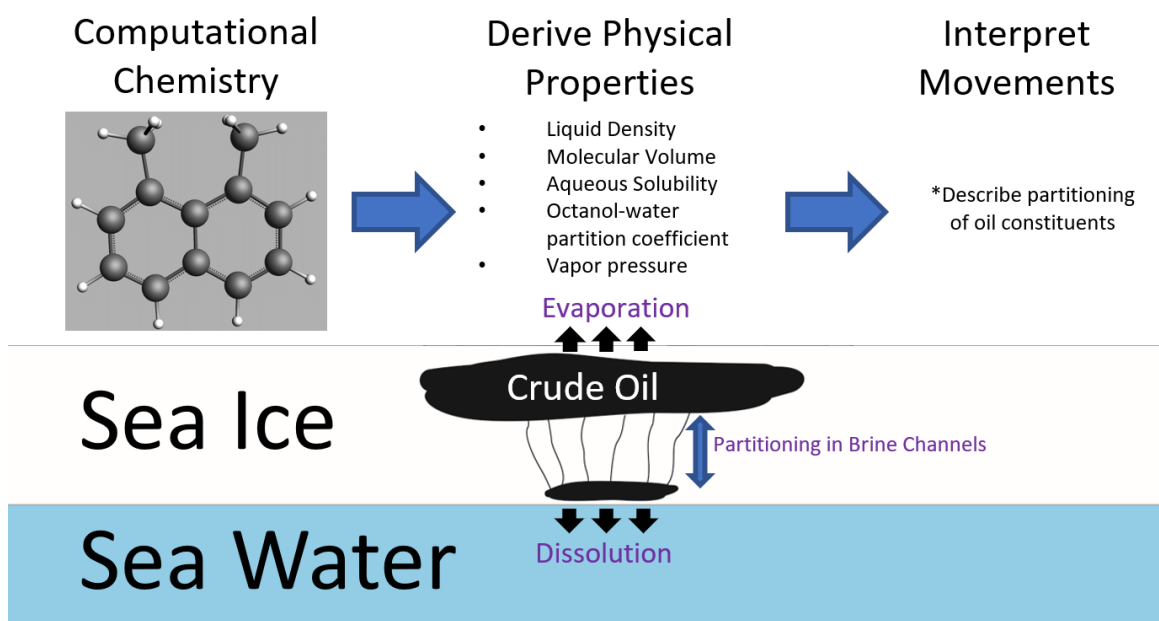 Computational
Chemistry
Derive Physical
Properties
• Liquid Density
• Molecular Volume
• Aqueous Solubility
• Octanol-water
partition coefficient
• Vapor pressure
Interpret
Movements
*Describe partitioning
of oil constituents
Evaporation
Crude Oil
Sea Ice
Partitioning in Brine Channels
Sea Water
Dissolution